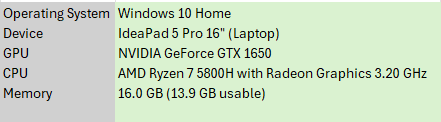 Operating System Windows 10 Home
Device IdeaPad 5 Pro 16" (Laptop)
GPU NVIDIA GeForce GTX 1650
CPU AMD Ryzen 7 5800H with Radeon Graphics 3.20 GHz
Memory 16.0 GB (13.9 GB usable)